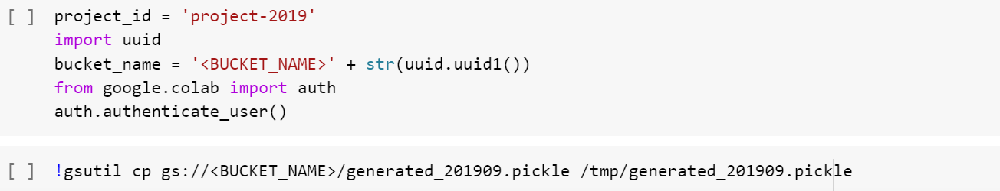 [ ] project_id = 'project-2019'
import uuid
bucket_name = '<BUCKET_NAME>' + str(uuid.uuid1())
from google.colab import auth
auth.authenticate_user()
[ ] !gsutil cp gs://<BUCKET_NAME>/generated_201909.pickle /tmp/generated_201909.pickle